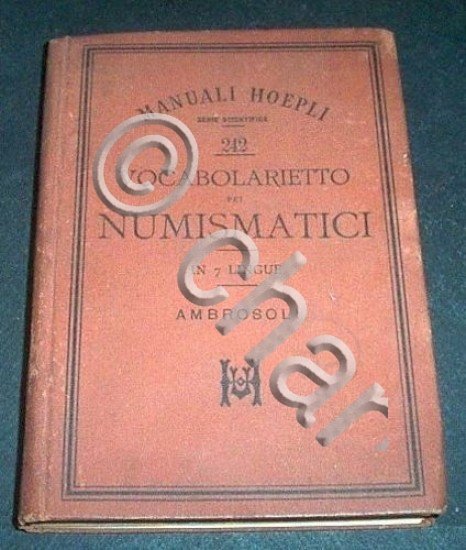 MANUALI HOEPLI
SERIE SCIENTIFICA
242
VOCABOLARIETTO
PEI
NUMISMATICI
IN 7 LINGUE
AMBROSOLI
H
© char